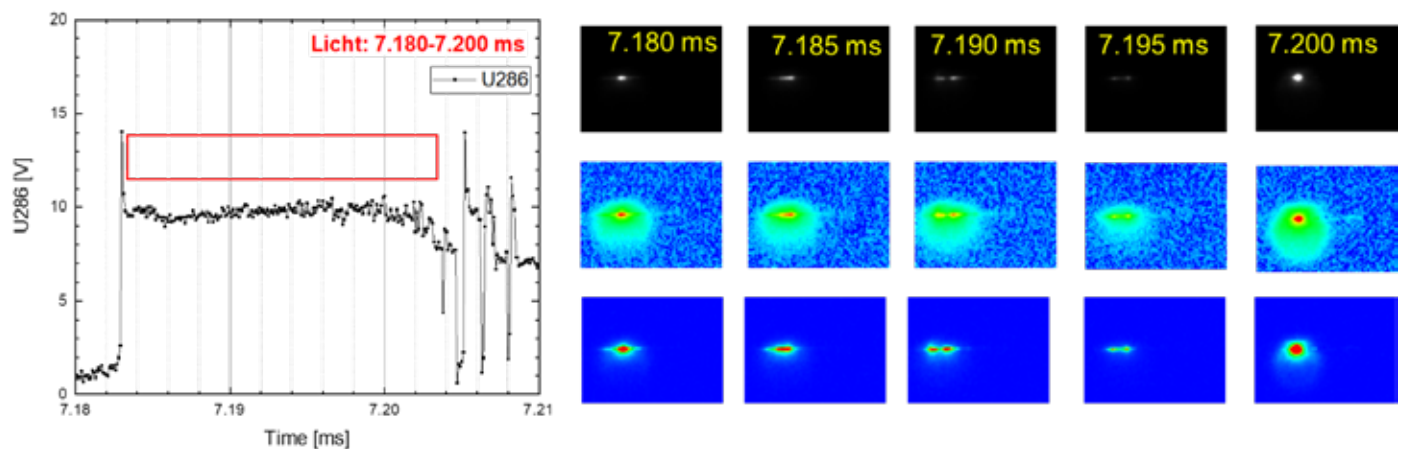 20
15
10
5
0
U286 [V]
Licht: 7.180-7.200 ms
U286
7.18
7.19
7.20
7.21
Time [ms]
7.180 ms
7.185 ms
7.190 ms
7.195 ms
7.200 ms